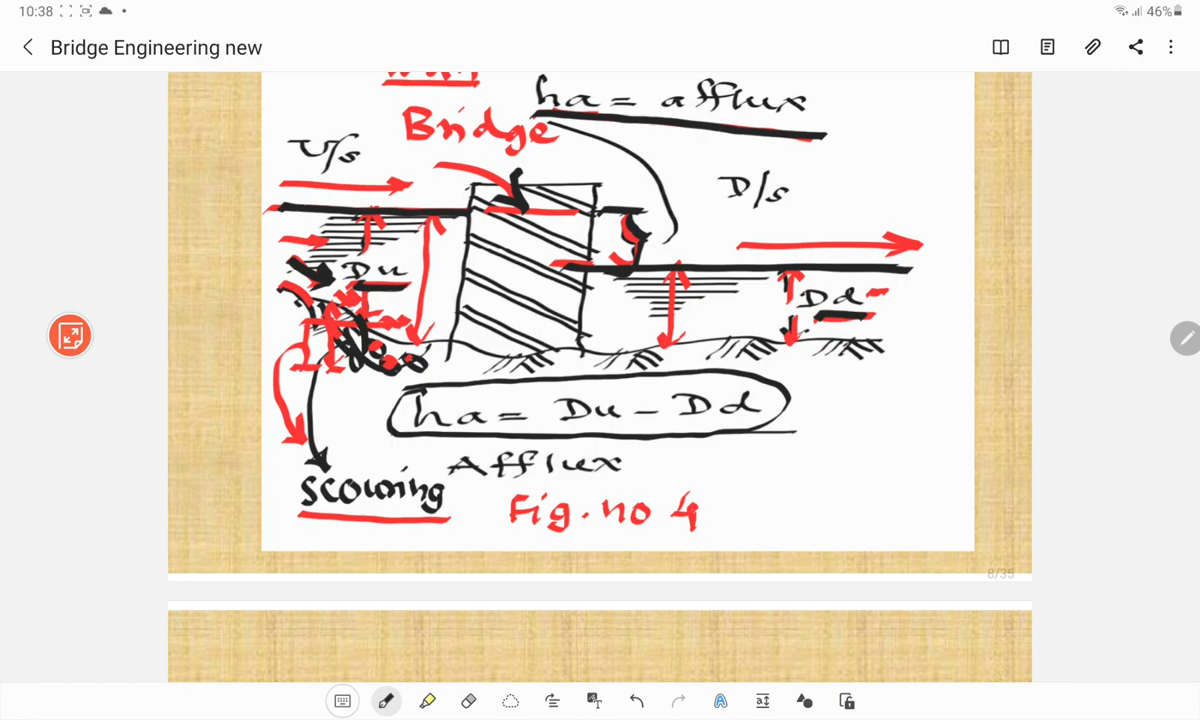 10:38
46%
Bridge Engineering new
ha = afflux
Bridge
U/s
D/s
Du
Dd
ha = Du - Dd
Afflux
scouring
Fig. no 4
8/35